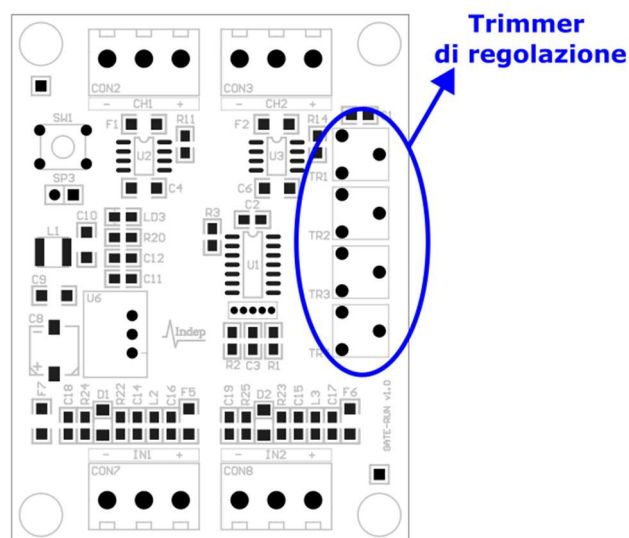 Trimmer
di regolazione
CON2
CON3
- CH1 +
- CH2 +
SW1
F1
R11
F2
R14
U2
U3
TR1
SP3
C4
C6
C10
LD3
R3
C2
TR2
L1
R20
C12
U1
C11
C9
U6
TR3
C8
Indep
R2
C3
R1
F7
C18
R24
D1
R22
C14
L2
C16
F5
C19
R25
D2
R23
C15
L3
C17
F6
GATE-RUN v1.0
- IN1 +
- IN2 +
CON7
CON8